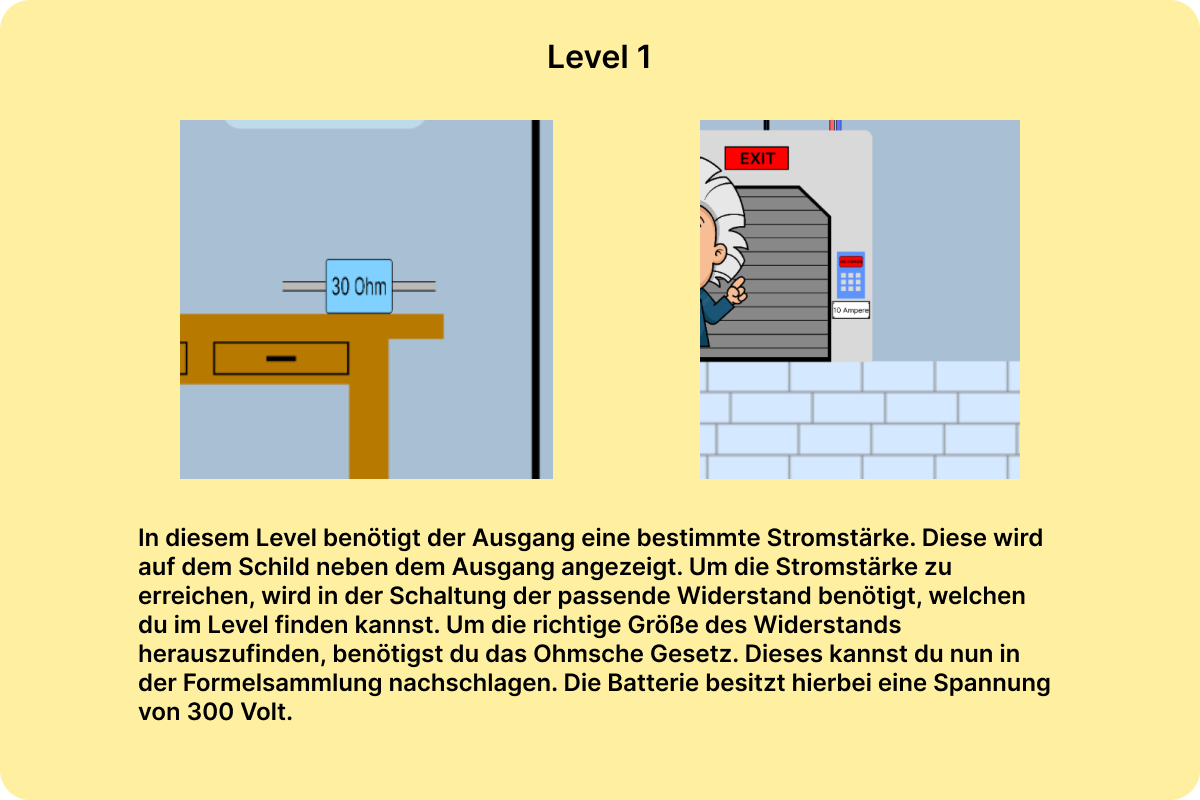 Level 1
30 Ohm
EXIT
10 Ampere
In diesem Level benötigt der Ausgang eine bestimmte Stromstärke. Diese wird
auf dem Schild neben dem Ausgang angezeigt. Um die Stromstärke zu
erreichen, wird in der Schaltung der passende Widerstand benötigt, welchen
du im Level finden kannst. Um die richtige Größe des Widerstands
herauszufinden, benötigst du das Ohmsche Gesetz. Dieses kannst du nun in
der Formelsammlung nachschlagen. Die Batterie besitzt hierbei eine Spannung
von 300 Volt.